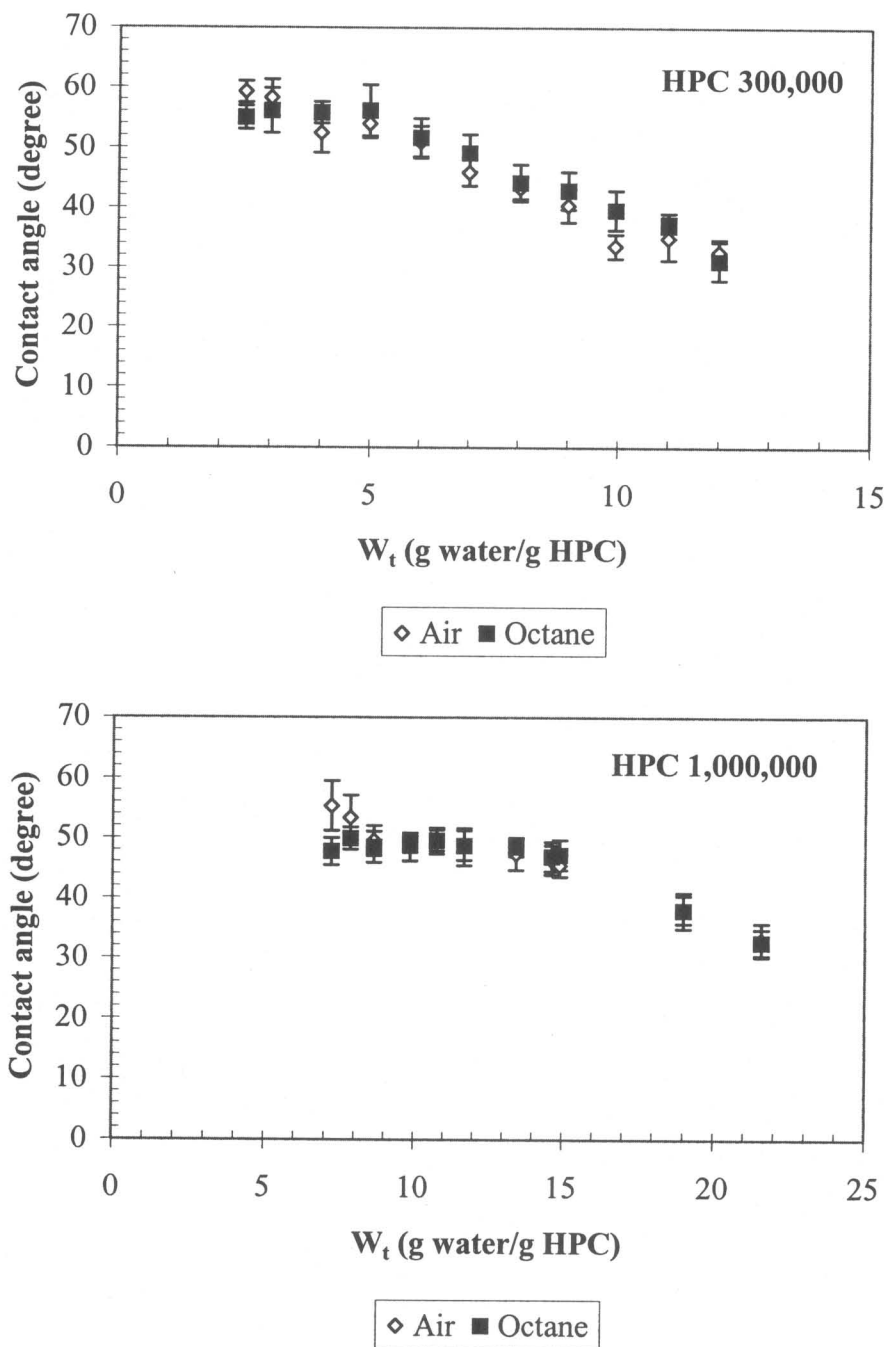 70
60
50
40
30
20
10
0
Contact angle (degree)
HPC 300,000
0 5 10 15
Wₜ (g water/g HPC)
Air Octane
70
60
50
40
30
20
10
0
Contact angle (degree)
HPC 1,000,000
0 5 10 15 20 25
Wₜ (g water/g HPC)
Air Octane